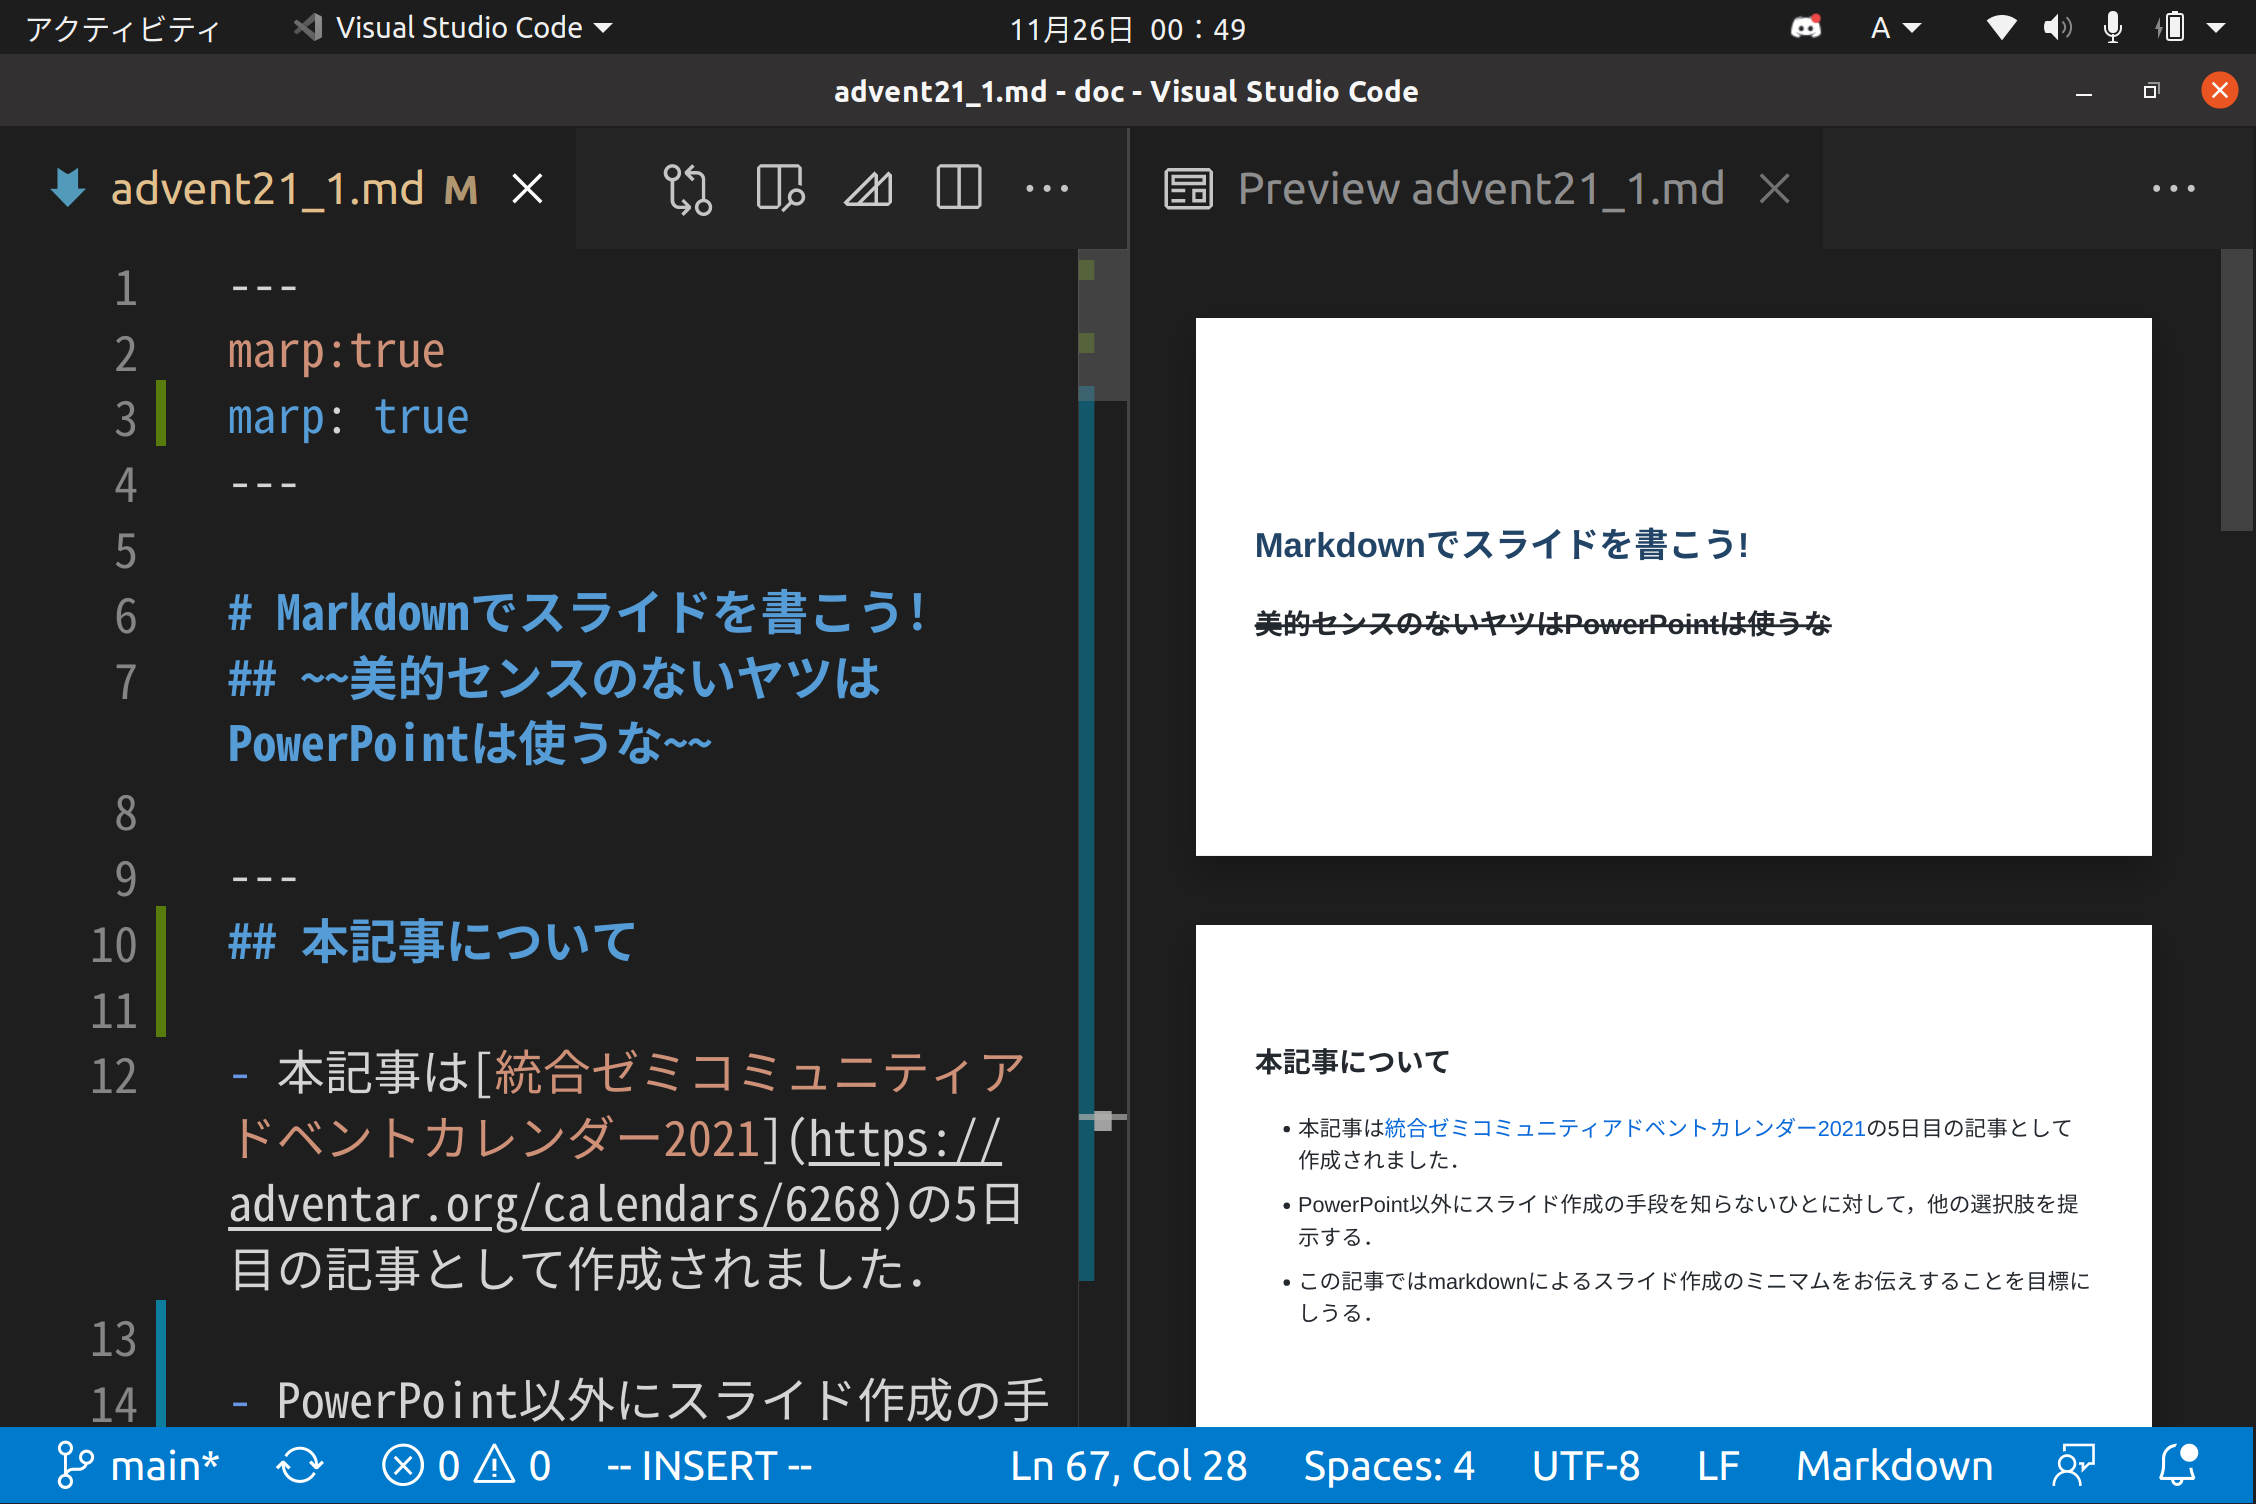 アクティビティ Visual Studio Code 11月26日 00：49 A
advent21_1.md - doc - Visual Studio Code
advent21_1.md M
Preview advent21_1.md
1 ---
2 marp:true
3 marp: true
4 ---
5
6 # Markdownでスライドを書こう!
7 ## ~~美的センスのないヤツは
PowerPointは使うな~~
8
9 ---
10 ## 本記事について
11
12 - 本記事は[統合ゼミコミュニティア
ドベントカレンダー2021](https://
adventar.org/calendars/6268)の5日
目の記事として作成されました．
13
14 - PowerPoint以外にスライド作成の手
Markdownでスライドを書こう!
美的センスのないヤツはPowerPointは使うな
本記事について
• 本記事は統合ゼミコミュニティアドベントカレンダー2021の5日目の記事として
作成されました．
• PowerPoint以外にスライド作成の手段を知らないひとに対して，他の選択肢を提
示する．
• この記事ではmarkdownによるスライド作成のミニマムをお伝えすることを目標に
しうる．
main* 0 0 -- INSERT -- Ln 67, Col 28 Spaces: 4 UTF-8 LF Markdown